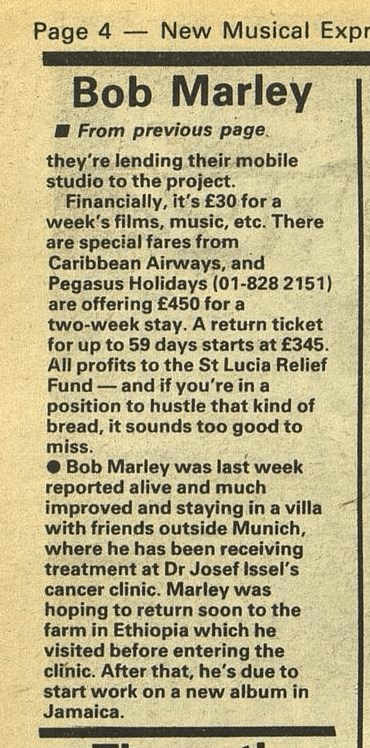 Page 4 — New Musical Expr
Bob Marley
■ From previous page.
they're lending their mobile
studio to the project.
Financially, it's £30 for a
week's films, music, etc. There
are special fares from
Caribbean Airways, and
Pegasus Holidays (01-828 2151)
are offering £450 for a
two-week stay. A return ticket
for up to 59 days starts at £345.
All profits to the St Lucia Relief
Fund — and if you're in a
position to hustle that kind of
bread, it sounds too good to
miss.
● Bob Marley was last week
reported alive and much
improved and staying in a villa
with friends outside Munich,
where he has been receiving
treatment at Dr Josef Issel's
cancer clinic. Marley was
hoping to return soon to the
farm in Ethiopia which he
visited before entering the
clinic. After that, he's due to
start work on a new album in
Jamaica.